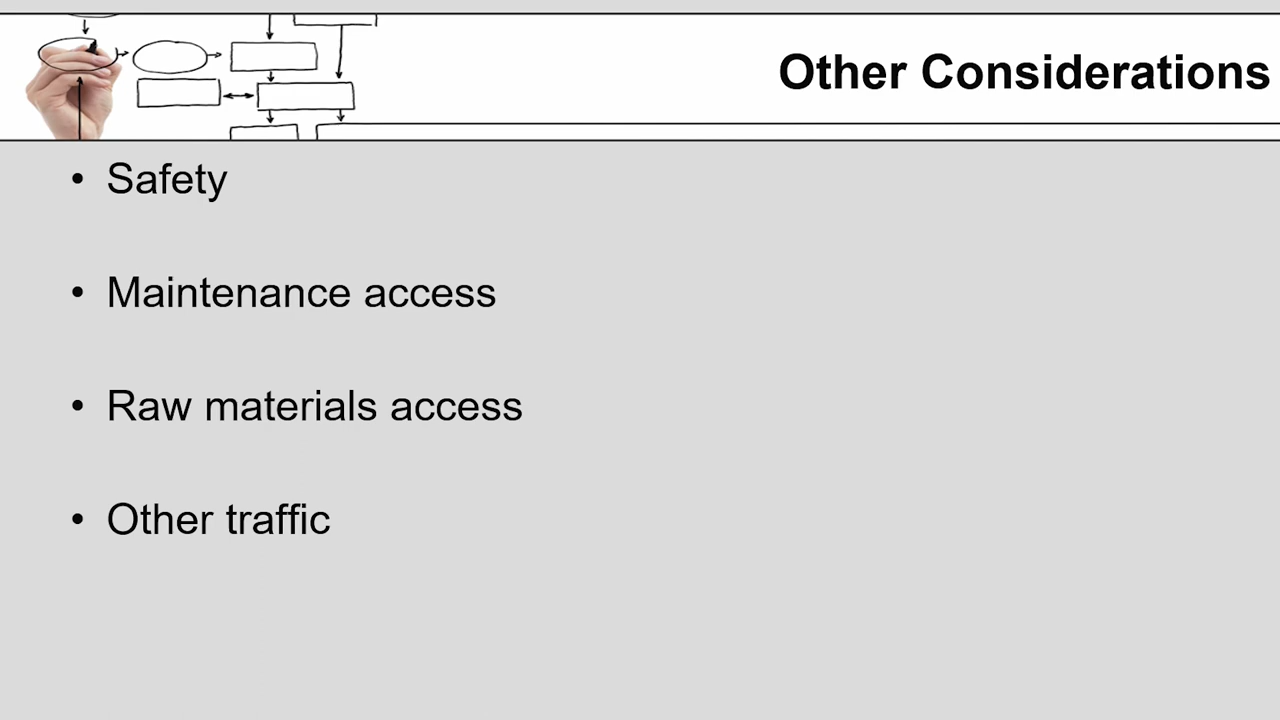 Other Considerations
• Safety
• Maintenance access
• Raw materials access
• Other traffic